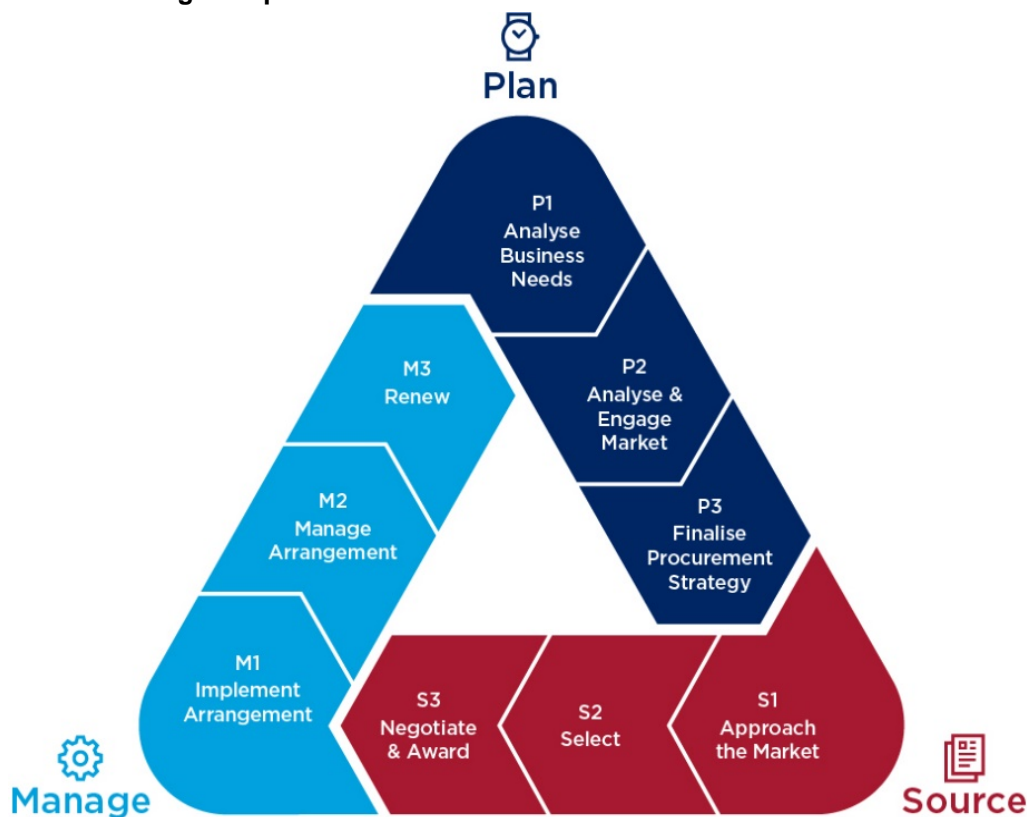 Plan
P1
Analyse
Business
Needs
P2
Analyse &
Engage
Market
P3
Finalise
Procurement
Strategy
S1
Approach
the Market
S2
Select
S3
Negotiate
& Award
M1
Implement
Arrangement
M2
Manage
Arrangement
M3
Renew
Manage
Source